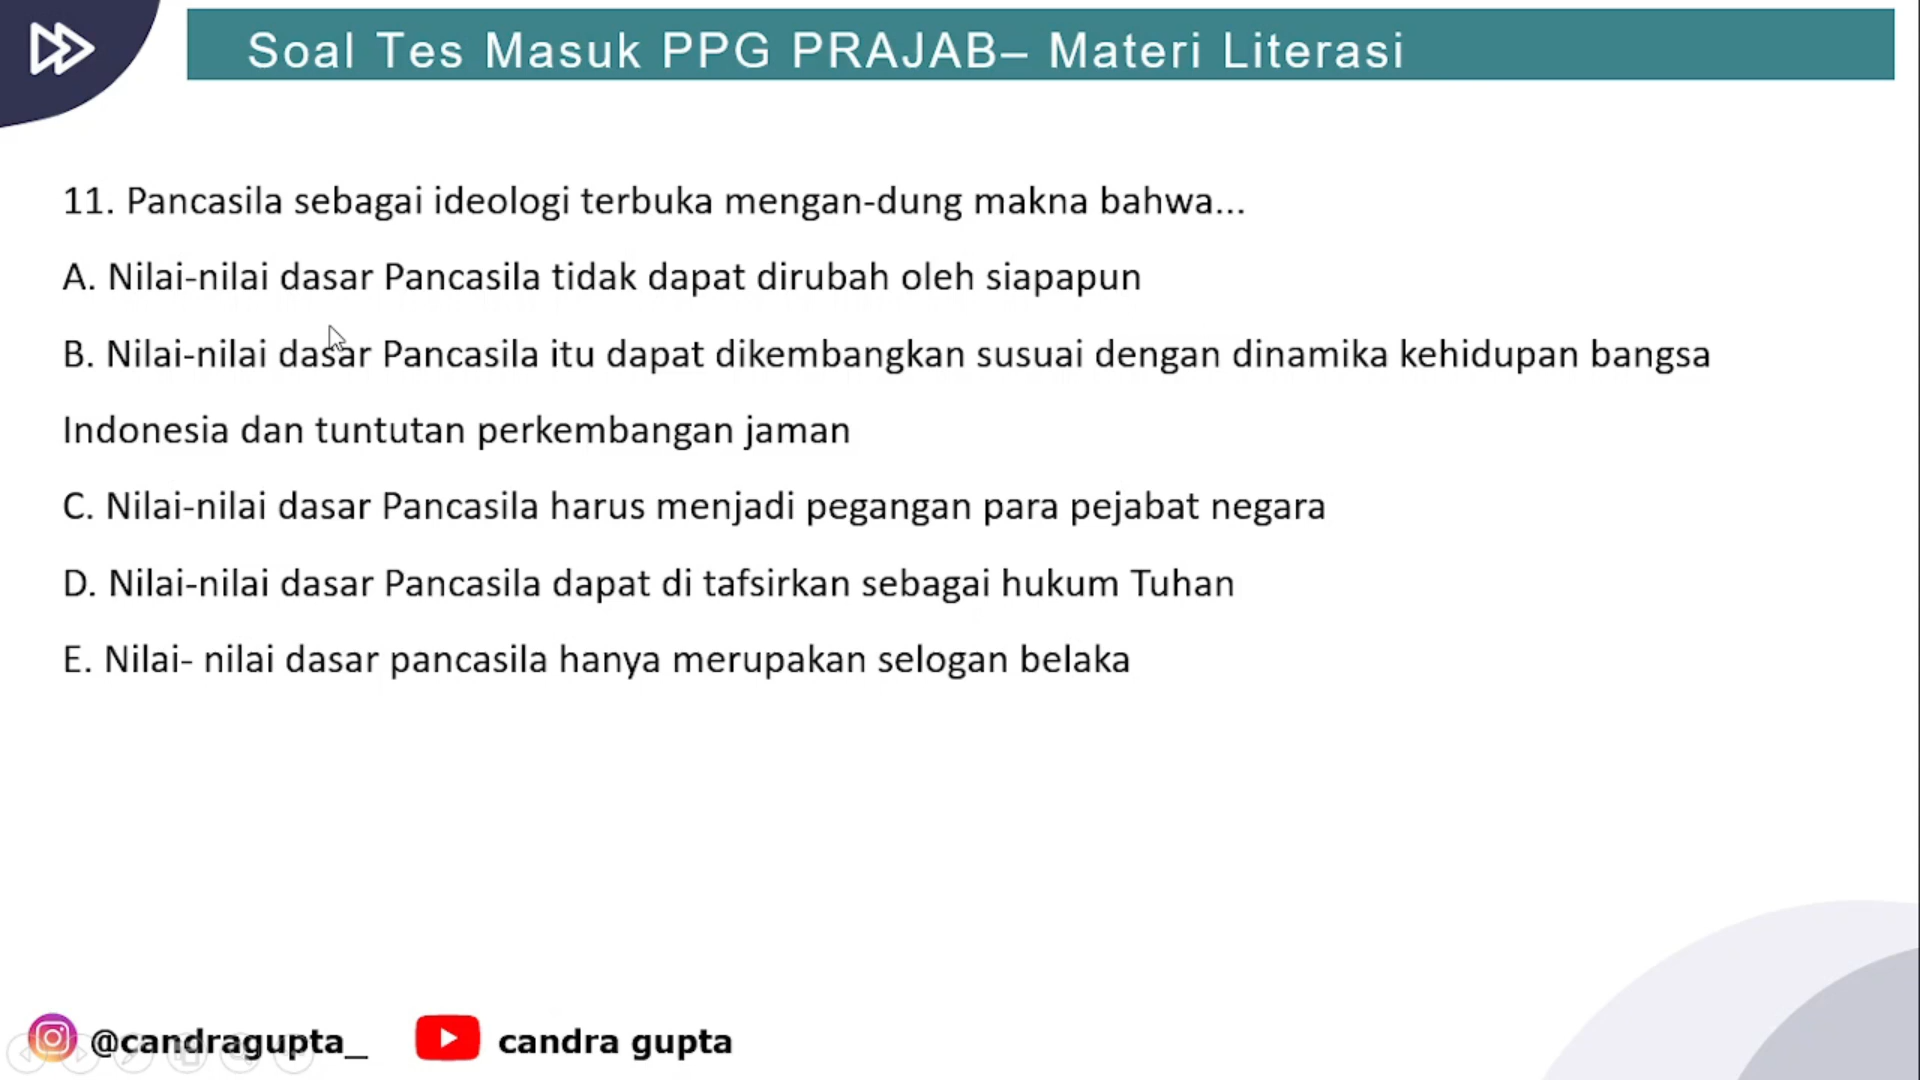 Soal Tes Masuk PPG PRAJAB– Materi Literasi
11. Pancasila sebagai ideologi terbuka mengan-dung makna bahwa...
A. Nilai-nilai dasar Pancasila tidak dapat dirubah oleh siapapun
B. Nilai-nilai dasar Pancasila itu dapat dikembangkan susuai dengan dinamika kehidupan bangsa
Indonesia dan tuntutan perkembangan jaman
C. Nilai-nilai dasar Pancasila harus menjadi pegangan para pejabat negara
D. Nilai-nilai dasar Pancasila dapat di tafsirkan sebagai hukum Tuhan
E. Nilai- nilai dasar pancasila hanya merupakan selogan belaka
@candragupta_ candra gupta